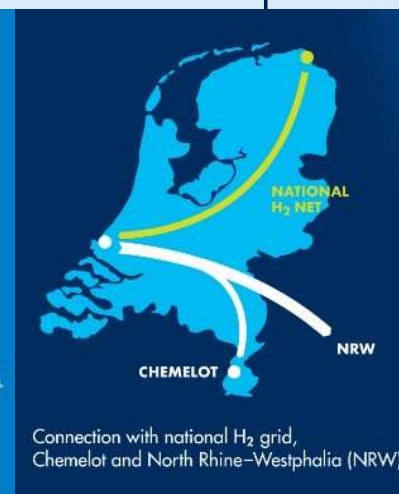 NATIONAL
H₂ NET
NRW
CHEMELOT
Connection with national H₂ grid,
Chemelot and North Rhine–Westphalia (NRW)